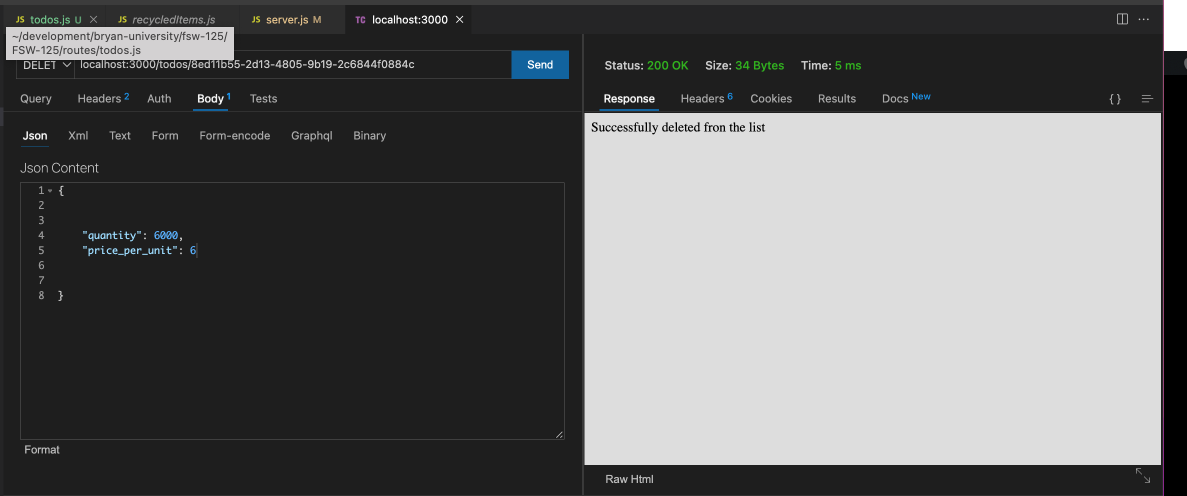 JS todos.js U × JS recycledItems.js JS server.js M TC localhost:3000 ×
~/development/bryan-university/fsw-125/
FSW-125/routes/todos.js
DELET localhost:3000/todos/8ed11b55-2d13-4805-9b19-2c6844f0884c Send
Query Headers 2 Auth Body 1 Tests
Json Xml Text Form Form-encode Graphql Binary
Json Content
1 {
2
3
4 "quantity": 6000,
5 "price_per_unit": 6
6
7
8 }
Format
Status: 200 OK Size: 34 Bytes Time: 5 ms
Response Headers 6 Cookies Results Docs New {}
Successfully deleted fron the list
Raw Html